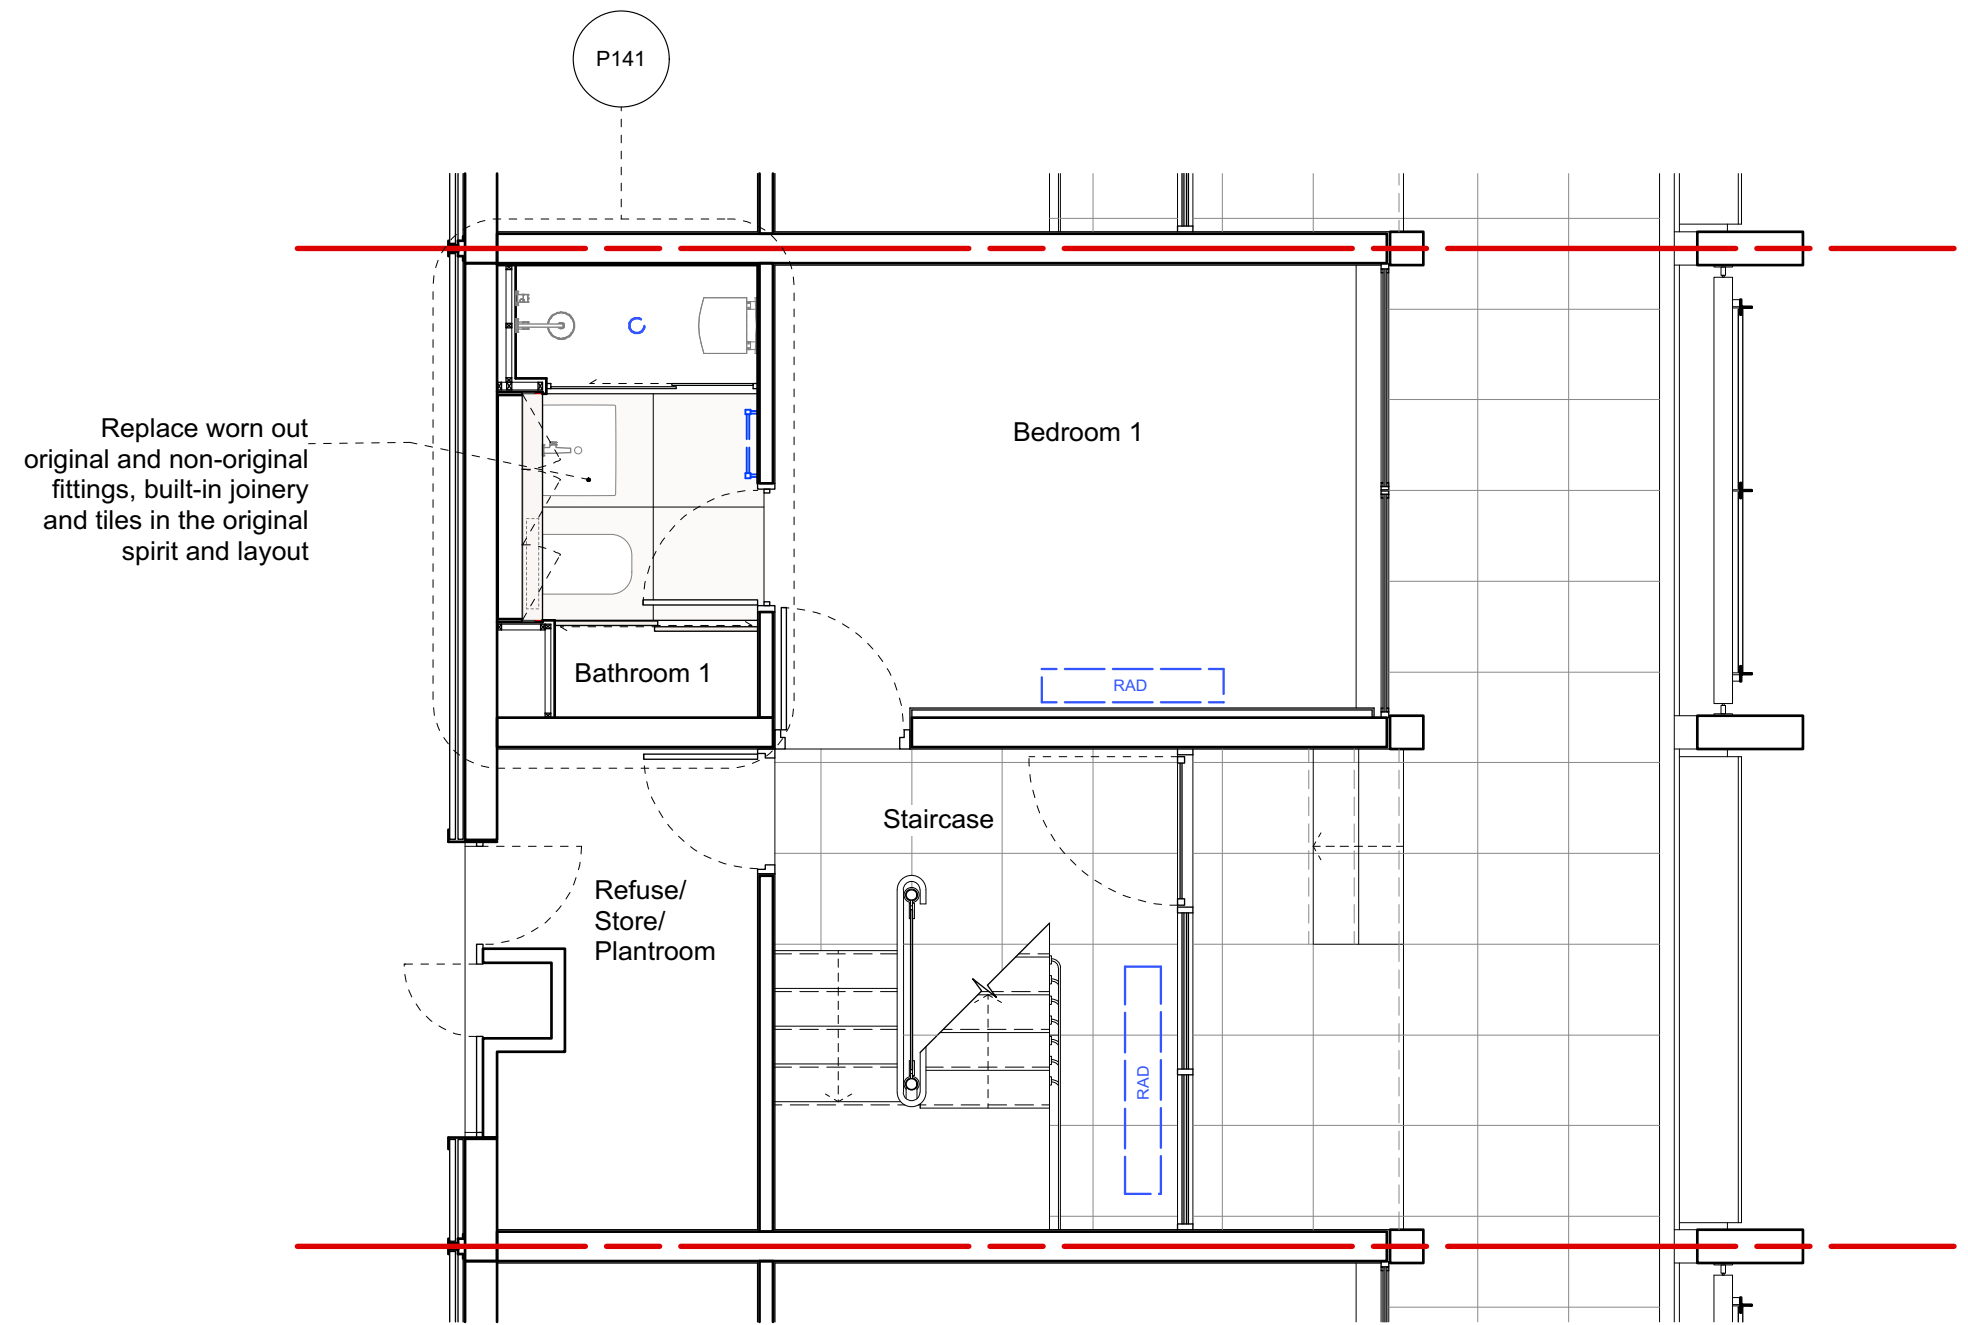 P141
Replace worn out
original and non-original
fittings, built-in joinery
and tiles in the original
spirit and layout
Bedroom 1
Bathroom 1
RAD
Staircase
Refuse/
Store/
Plantroom
RAD